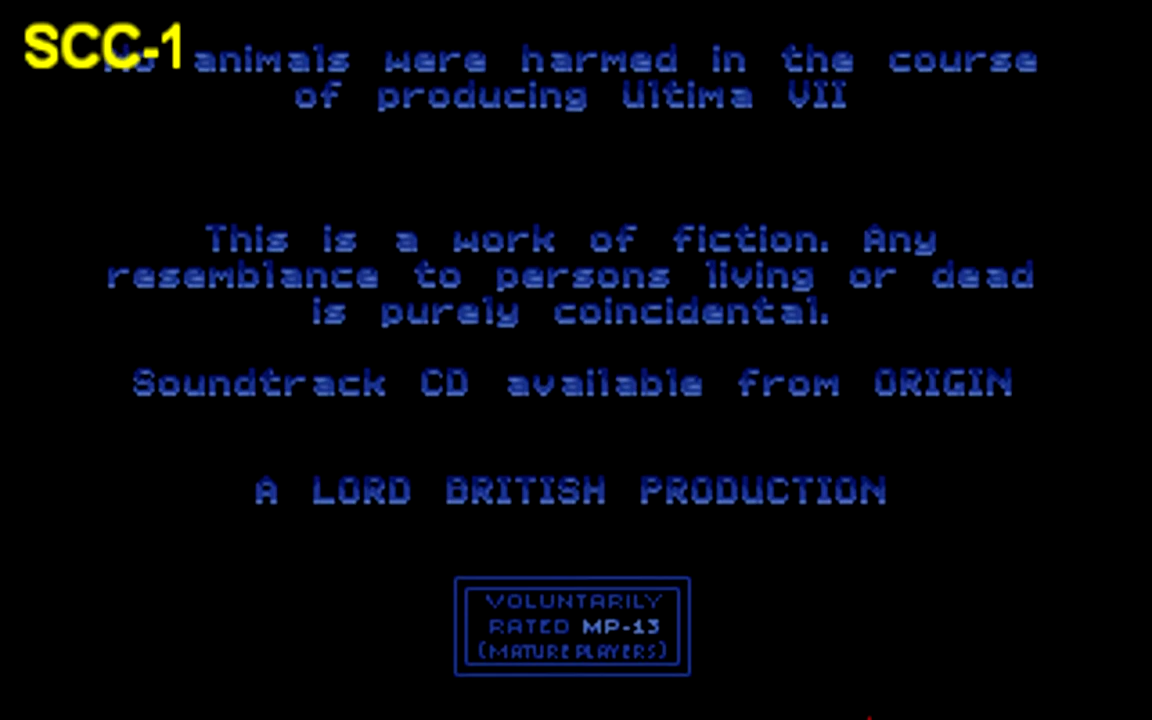 SCC-1
No animals were harmed in the course
of producing Ultima VII
This is a work of fiction. Any
resemblance to persons living or dead
is purely coincidental.
Soundtrack CD available from ORIGIN
A LORD BRITISH PRODUCTION
VOLUNTARILY
RATED MP-13
(MATURE PLAYERS)